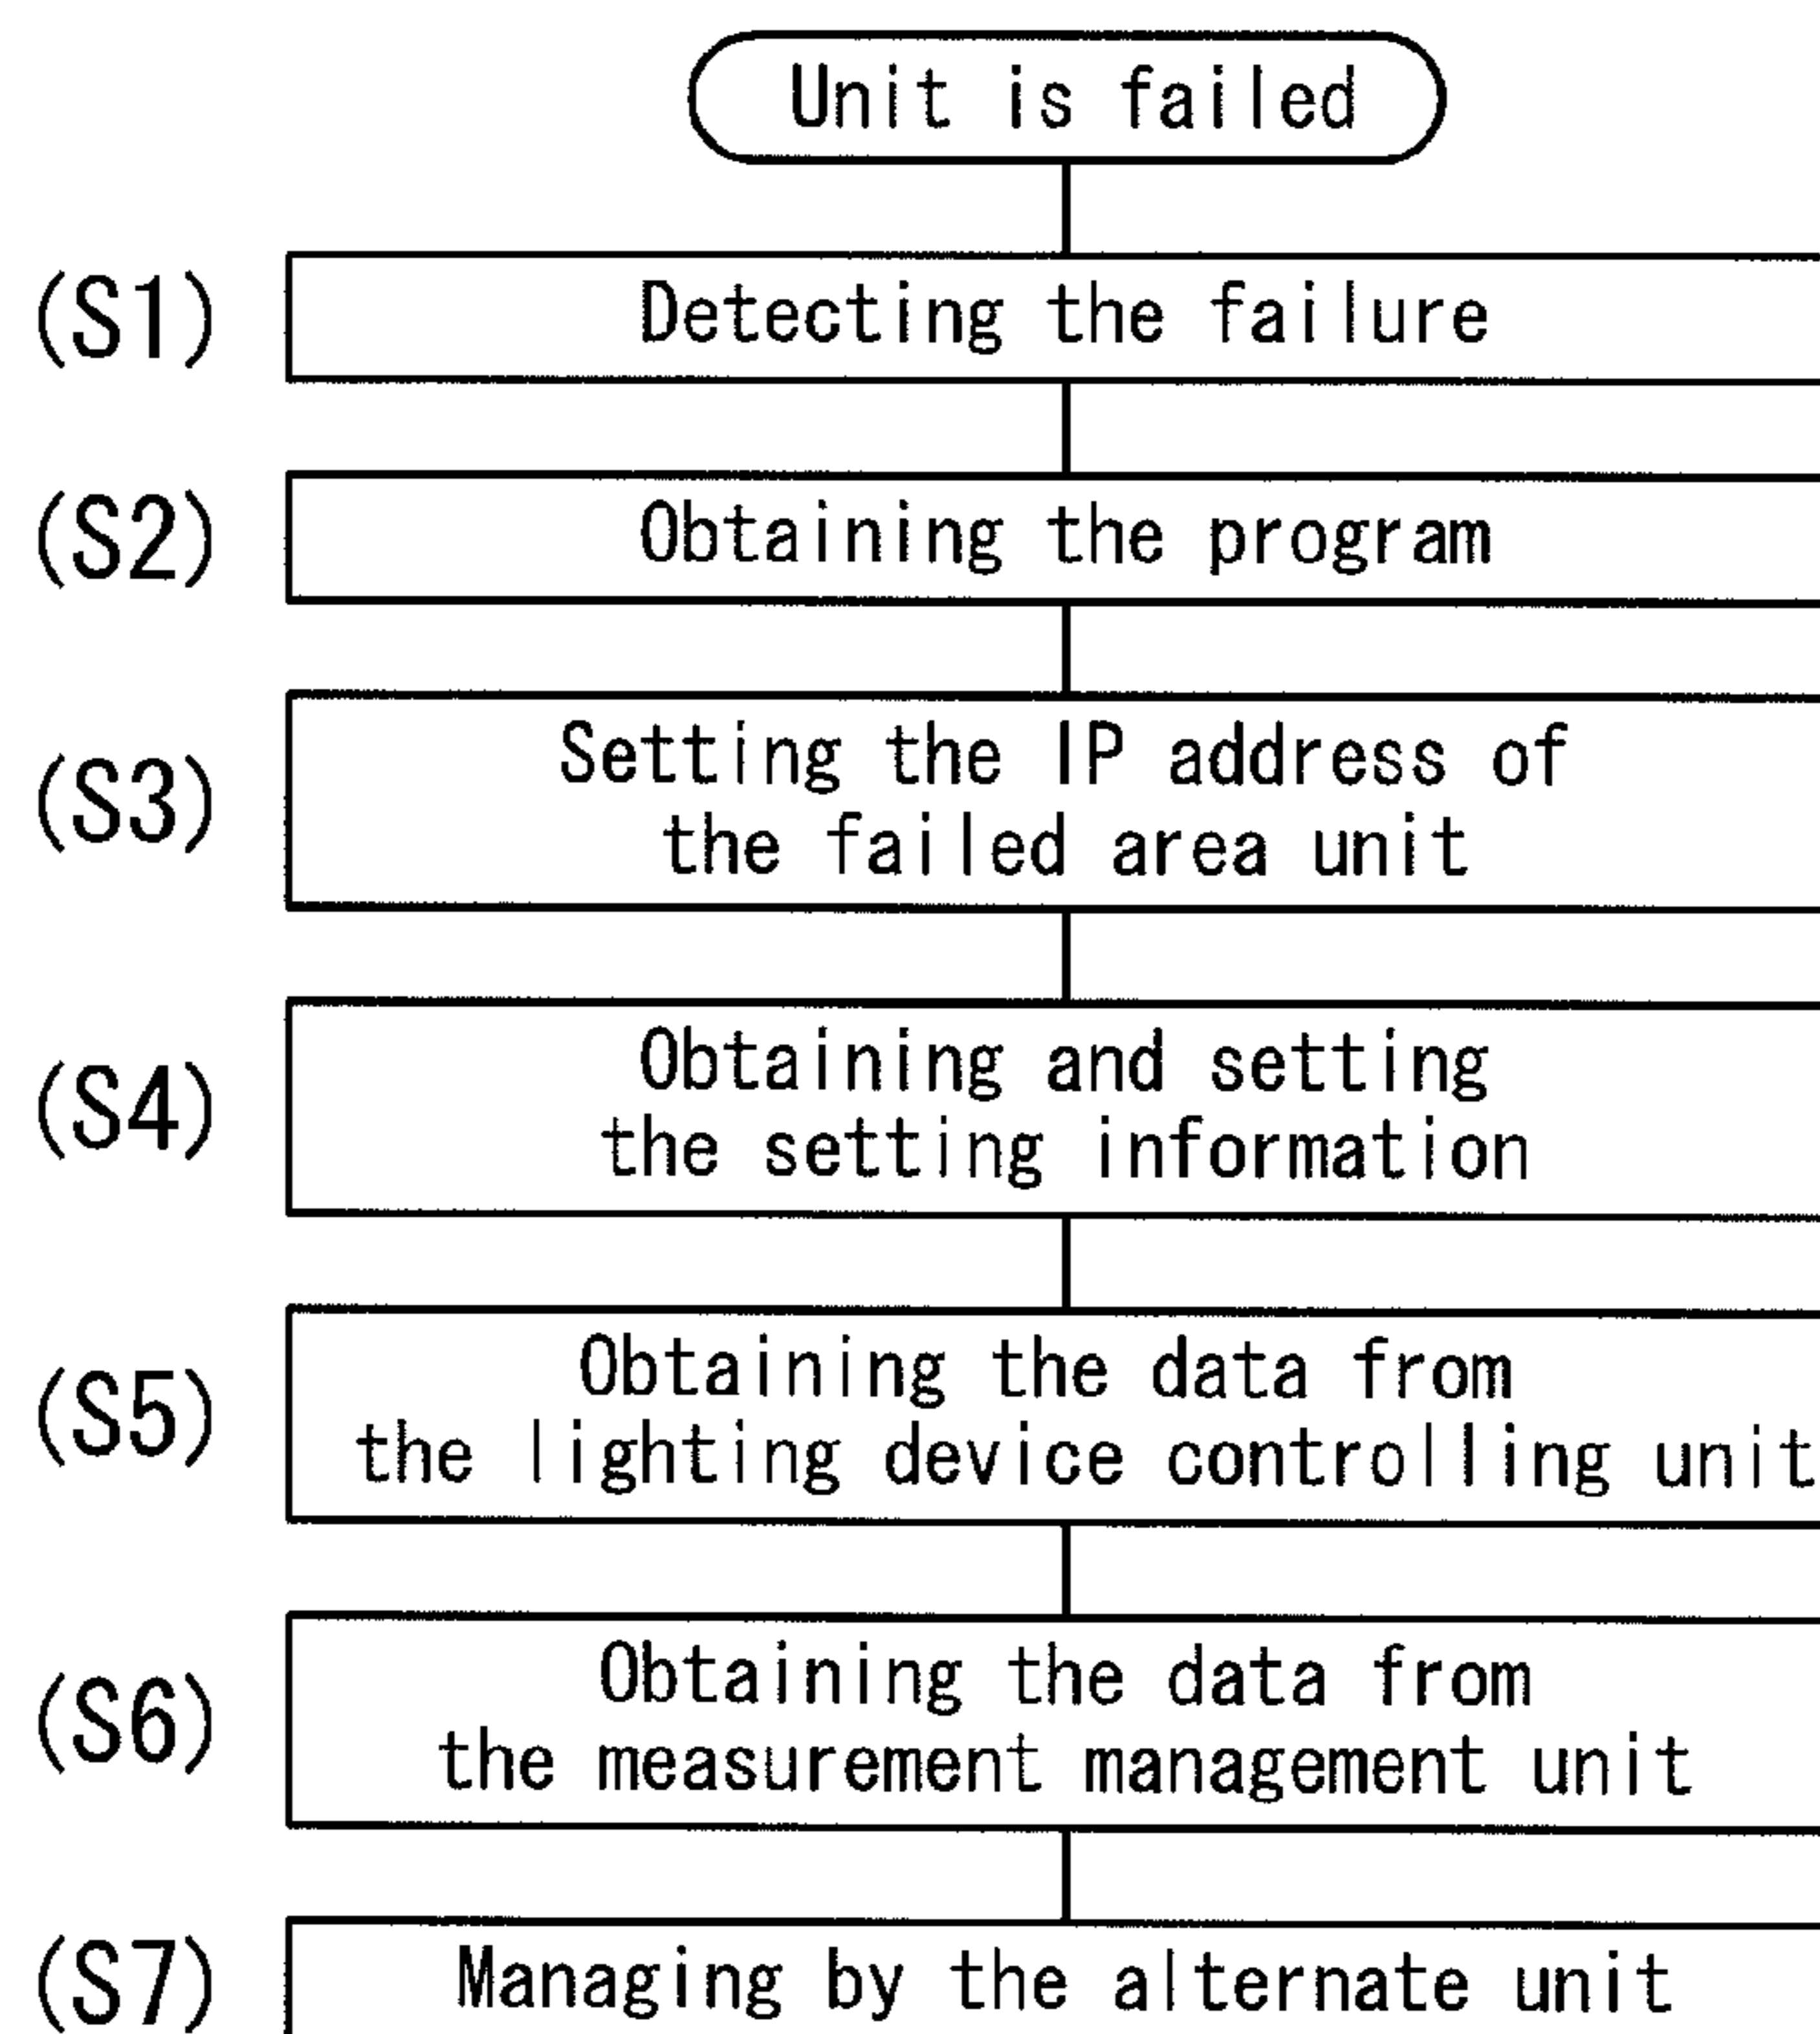 Unit is failed
(S1) Detecting the failure
(S2) Obtaining the program
(S3) Setting the IP address of
the failed area unit
(S4) Obtaining and setting
the setting information
(S5) Obtaining the data from
the lighting device controlling unit
(S6) Obtaining the data from
the measurement management unit
(S7) Managing by the alternate unit